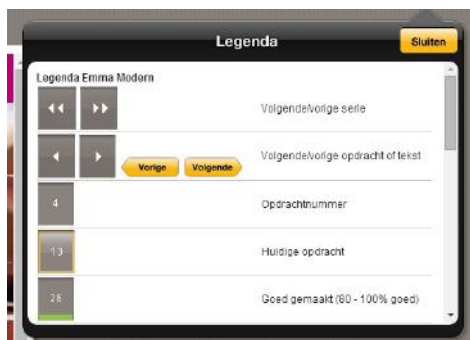 Legenda
Sluiten
Legenda Emma Modern
Volgende/vorige serie
Vorige Volgende Volgende/vorige opdracht of tekst
4 Opdrachtnummer
13 Huidige opdracht
26 Goed gemaakt (80 - 100% goed)